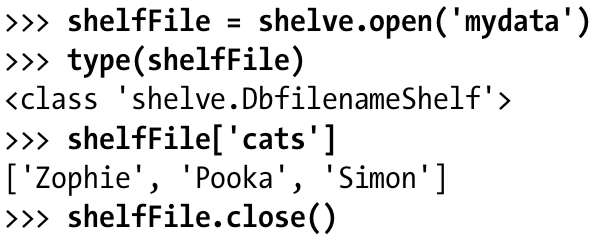 >>> shelfFile = shelve.open('mydata')
>>> type(shelfFile)
<class 'shelve.DbfilenameShelf'>
>>> shelfFile['cats']
['Zophie', 'Pooka', 'Simon']
>>> shelfFile.close()